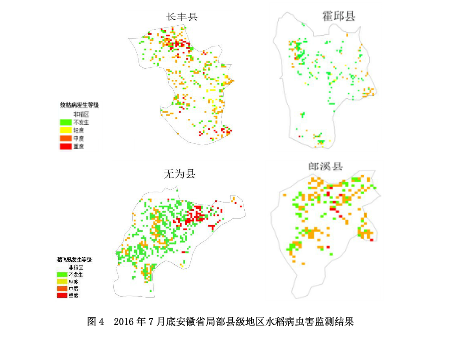 长丰县
霍邱县
纹枯病发生等级
非稻区
不发生
轻度
中度
重度
无为县
郎溪县
稻飞虱发生等级
非稻区
不发生
轻度
中度
重度
图 4 2016 年 7 月底安徽省局部县级地区水稻病虫害监测结果